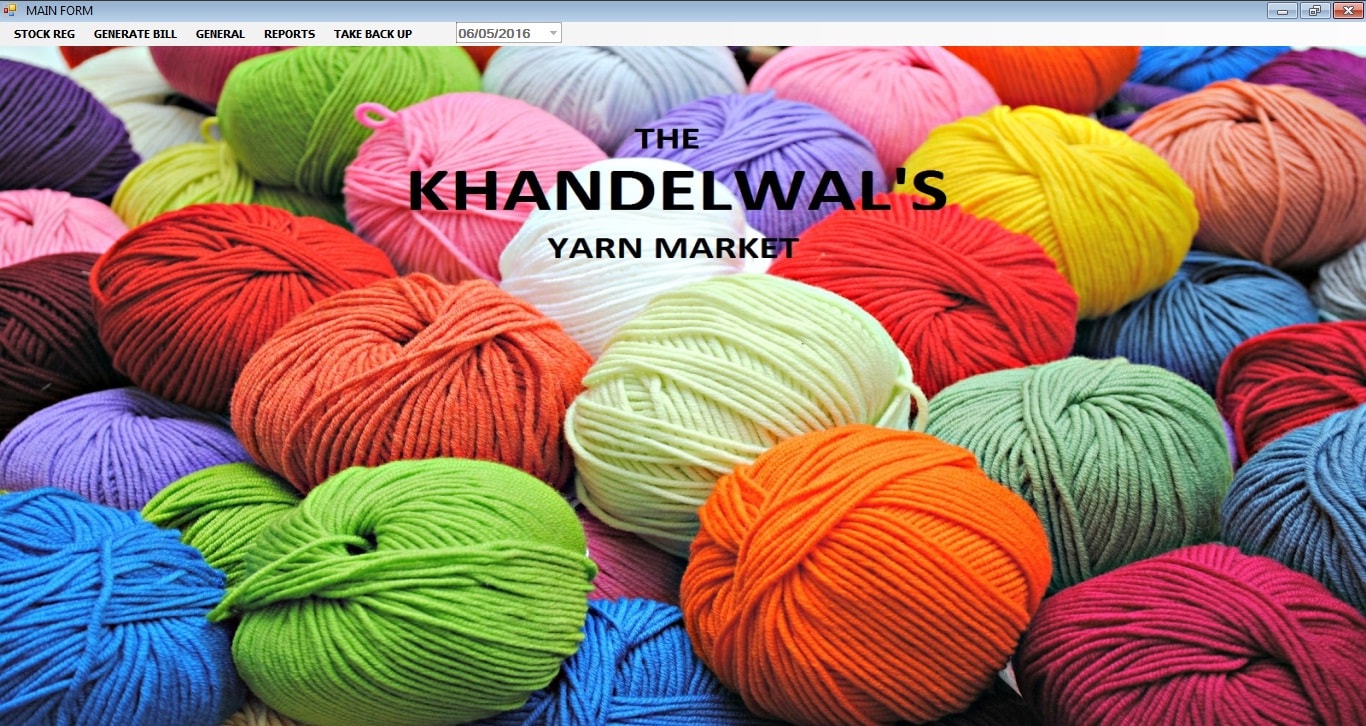 MAIN FORM
STOCK REG GENERATE BILL GENERAL REPORTS TAKE BACK UP 06/05/2016
THE
KHANDELWAL'S
YARN MARKET